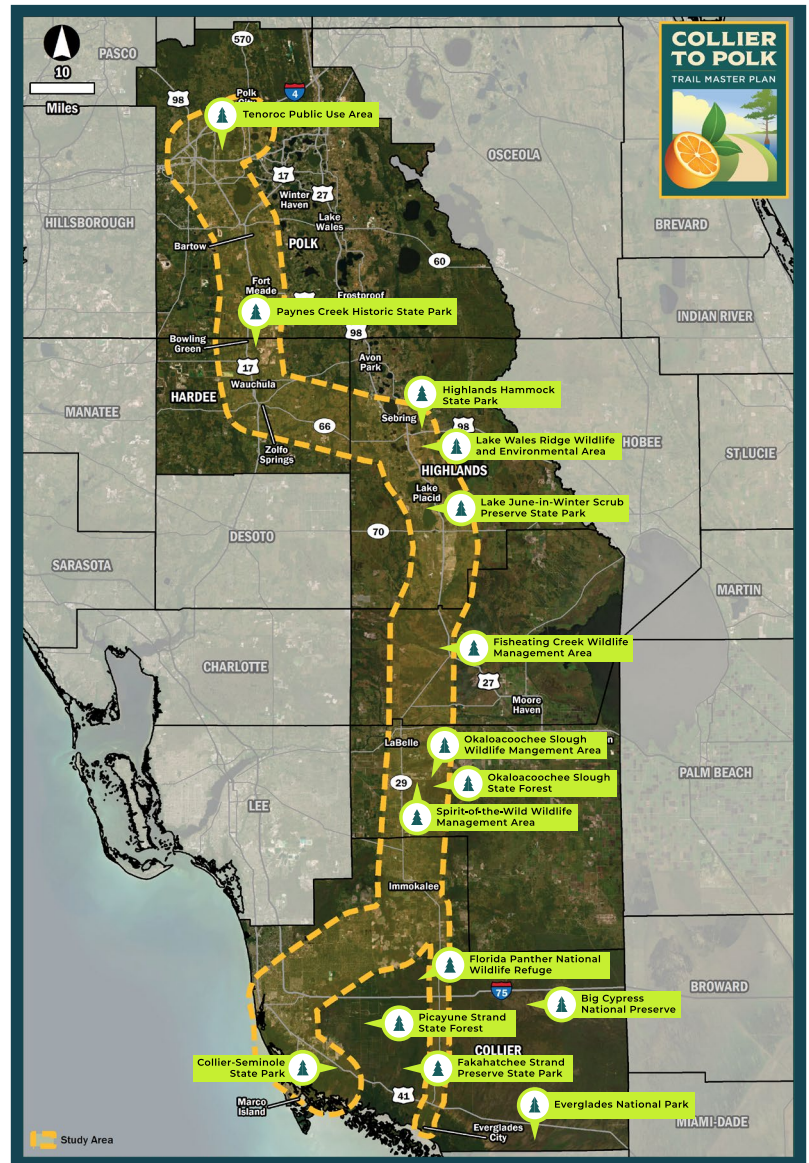 COLLIER
TO POLK
TRAIL MASTER PLAN
10
Miles
PASCO
570
98
Polk
4
Tenoroc Public Use Area
OSCEOLA
17
Winter
Haven
27
Lake
Wales
HILLSBOROUGH
BREVARD
Bartow
POLK
60
Fort
Meade
Frostproof
Paynes Creek Historic State Park
INDIAN RIVER
98
Bowling
Green
Avon
Park
17
Wauchula
HARDEE
Highlands Hammock
State Park
MANATEE
Sebring
98
66
Lake Wales Ridge Wildlife
and Environmental Area
HOBEE
ST LUCIE
Zolfo
Springs
HIGHLANDS
Lake
Placid
Lake June-in-Winter Scrub
Preserve State Park
70
DESOTO
SARASOTA
MARTIN
Fisheating Creek Wildlife
Management Area
CHARLOTTE
27
Moore
Haven
LaBelle
Okaloacoochee Slough
Wildlife Mangement Area
n
PALM BEACH
29
Okaloacoochee Slough
State Forest
LEE
Spirit-of-the-Wild Wildlife
Management Area
Immokalee
Florida Panther National
Wildlife Refuge
75
BROWARD
Big Cypress
National Preserve
Picayune Strand
State Forest
COLLIER
Collier-Seminole
State Park
Fakahatchee Strand
Preserve State Park
41
Marco
Island
Everglades National Park
MIAMI-DADE
Everglades
City
Study Area